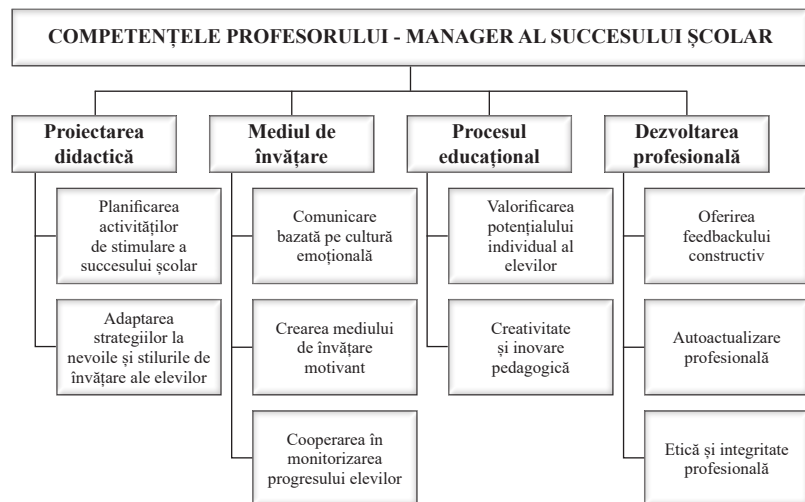 COMPETENȚELE PROFESORULUI - MANAGER AL SUCCESULUI ȘCOLAR
Proiectarea
didactică
Planificarea
activităților
de stimulare a
succesului școlar
Adaptarea
strategiilor la
nevoile și stilurile de
învățare ale elevilor
Mediul de
învățare
Comunicare
bazată pe cultură
emoțională
Crearea mediului
de învățare
motivant
Cooperarea în
monitorizarea
progresului elevilor
Procesul
educațional
Valorificarea
potențialului
individual al
elevilor
Creativitate
și inovare
pedagogică
Dezvoltarea
profesională
Oferirea
feedbackului
constructiv
Autoactualizare
profesională
Etică și integritate
profesională